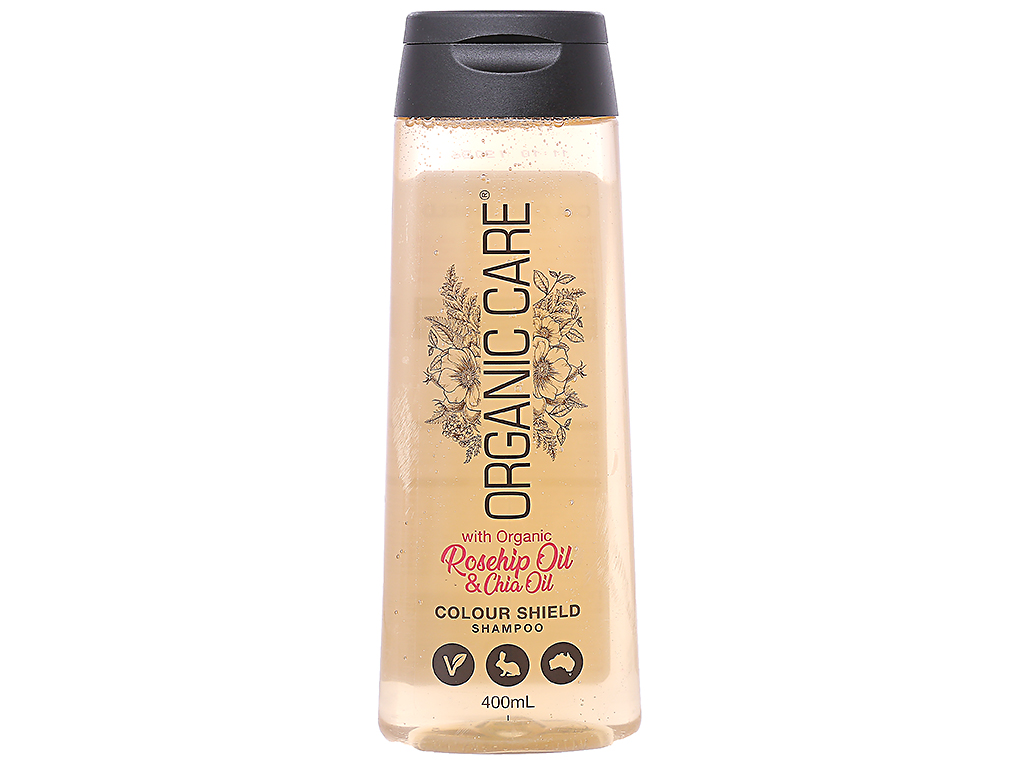 ORGANIC CARE®
with Organic
Rosehip Oil
& Chia Oil
COLOUR SHIELD
SHAMPOO
400mL